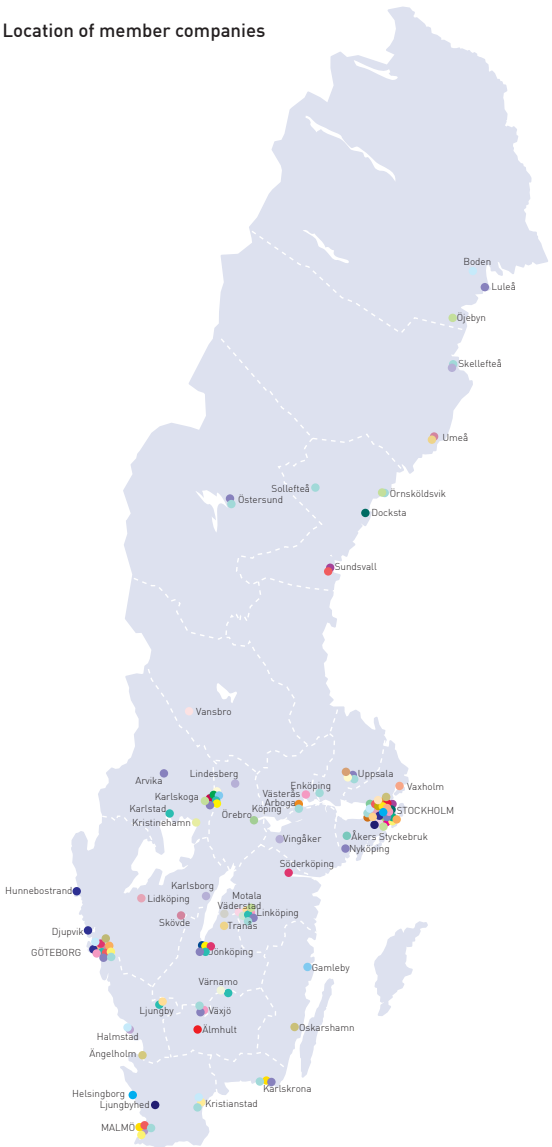 Location of member companies
Boden
Luleå
Öjebyn
Skellefteå
Umeå
Sollefteå
Örnsköldsvik
Östersund
Docksta
Sundsvall
Vansbro
Arvika
Lindesberg
Uppsala
Enköping
Vaxholm
Västerås
Karlskoga
Arboga
Karlstad
Köping
STOCKHOLM
Örebro
Kristinehamn
Åkers Styckebruk
Vingåker
Nyköping
Söderköping
Hunnebostrand
Karlsborg
Lidköping
Motala
Väderstad
Linköping
Skövde
Tranås
Djupvik
GÖTEBORG
Jönköping
Gamleby
Värnamo
Ljungby
Växjö
Älmhult
Oskarshamn
Halmstad
Ängelholm
Karlskrona
Helsingborg
Ljungbyhed
Kristianstad
MALMÖ